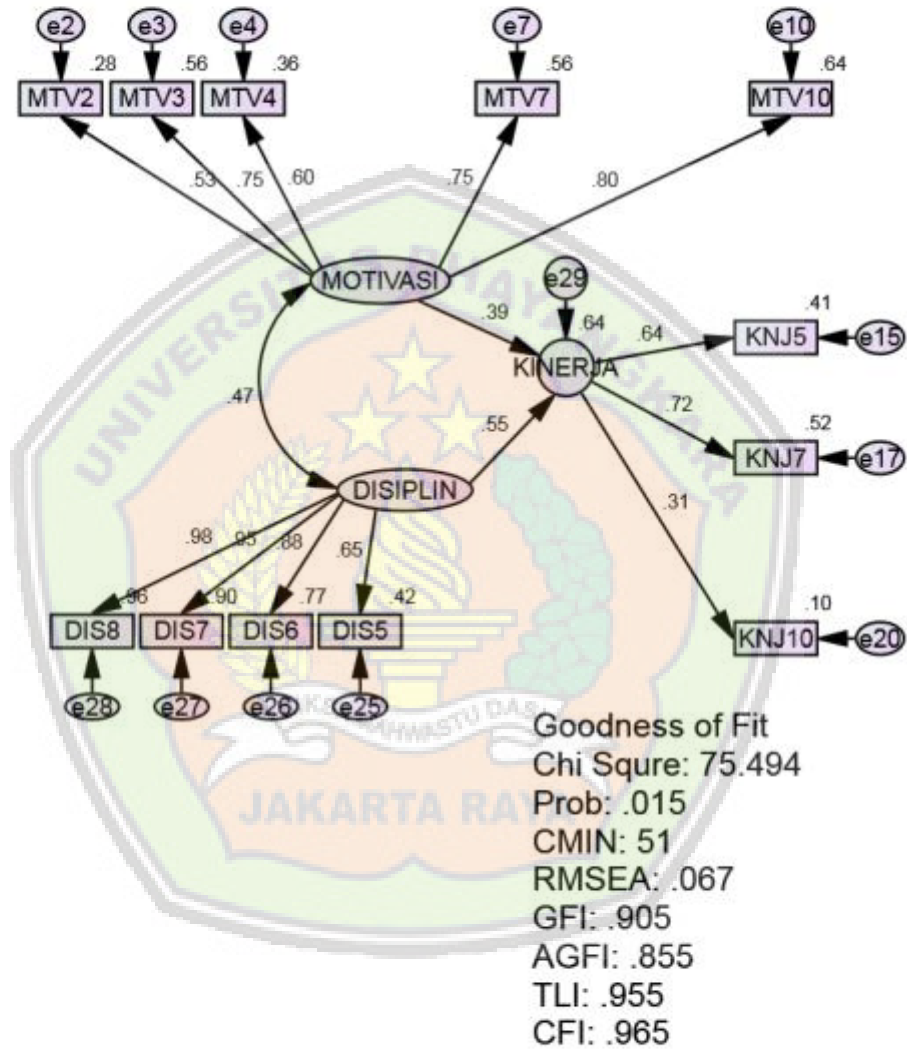 e2 e3 e4 e7 e10
.28 .56 .36 .56 .64
MTV2 MTV3 MTV4 MTV7 MTV10
.53 .75 .60 .75 .80
MOTIVASI
e29
.39 .64 .64 .41
KINERJA KNJ5 e15
.47 .55 .72 .52
KNJ7 e17
DISIPLIN
.31
.98 .95 .88 .65
.96 .90 .77 .42 .10
DIS8 DIS7 DIS6 DIS5 KNJ10 e20
e28 e27 e26 e25
UNIVERSITAS BHAYANGKARA
JAKARTA RAYA
Goodness of Fit
Chi Squre: 75.494
Prob: .015
CMIN: 51
RMSEA: .067
GFI: .905
AGFI: .855
TLI: .955
CFI: .965